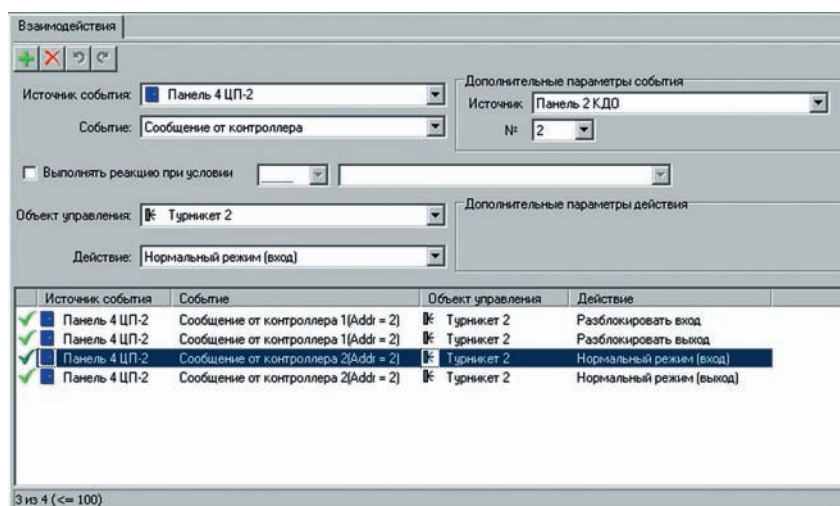 Взаимодействия
Источник события: Панель 4 ЦП-2
Событие: Сообщение от контроллера
Дополнительные параметры события
Источник Панель 2 КДО
№ 2
Выполнять реакцию при условии
Объект управления: Турникет 2
Дополнительные параметры действия
Действие: Нормальный режим (вход)
Источник события Событие Объект управления Действие
Панель 4 ЦП-2 Сообщение от контроллера 1(Addr = 2) Турникет 2 Разблокировать вход
Панель 4 ЦП-2 Сообщение от контроллера 1(Addr = 2) Турникет 2 Разблокировать выход
Панель 4 ЦП-2 Сообщение от контроллера 2(Addr = 2) Турникет 2 Нормальный режим (вход)
Панель 4 ЦП-2 Сообщение от контроллера 2(Addr = 2) Турникет 2 Нормальный режим (выход)
3 из 4 (<= 100)